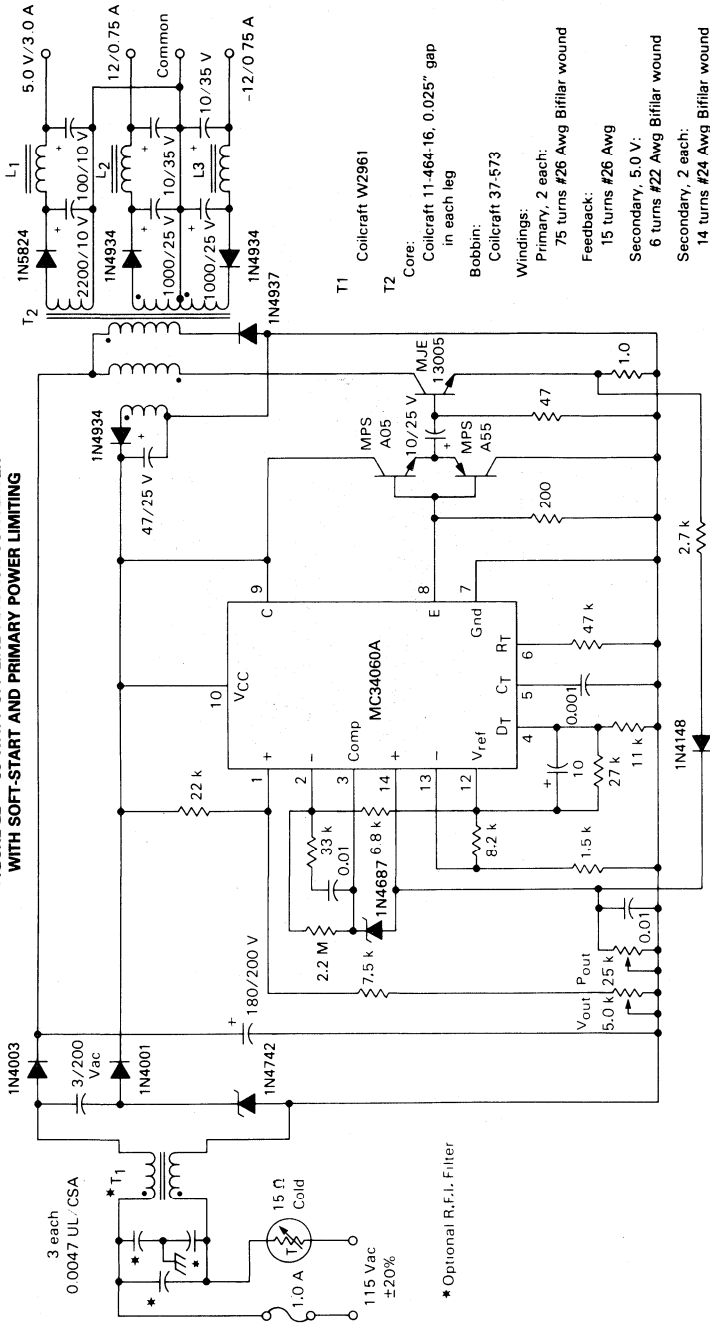 WITH SOFT-START AND PRIMARY POWER LIMITING
1N4003
3/200
Vac
1N4001
1N4742
3 each
0.0047 UL/CSA
* T1
T
15 Ω
Cold
1.0 A
115 Vac
±20%
* Optional R.F.I. Filter
180/200 V
+
22 k
10
VCC
MC34060A
1 +
2 −
3 Comp
14 +
13 −
12 Vref
DT
4
CT
5
RT
6
C
9
E
8
Gnd
7
33 k
0.01
2.2 M
6.8 k
1N4687
7.5 k
8.2 k
1.5 k
10
27 k
11 k
0.001
47 k
Vout
5.0 k
Pout
25 k
0.01
1N4148
2.7 k
200
47
1.0
1N4934
47/25 V
MPS
A05
10/25 V
MPS
A55
MJE
13005
1N4937
T2
1N5824
L1
5.0 V/3.0 A
2200/10 V
100/10 V
1N4934
L2
12/0.75 A
1000/25 V
10/35 V
Common
1000/25 V
10/35 V
L3
1N4934
-12/0 75 A
T1 Coilcraft W2961
T2
Core:
Coilcraft 11-464-16, 0.025″ gap
in each leg
Bobbin:
Coilcraft 37-573
Windings:
Primary, 2 each:
75 turns #26 Awg Bifilar wound
Feedback:
15 turns #26 Awg
Secondary, 5.0 V:
6 turns #22 Awg Bifilar wound
Secondary, 2 each:
14 turns #24 Awg Bifilar wound